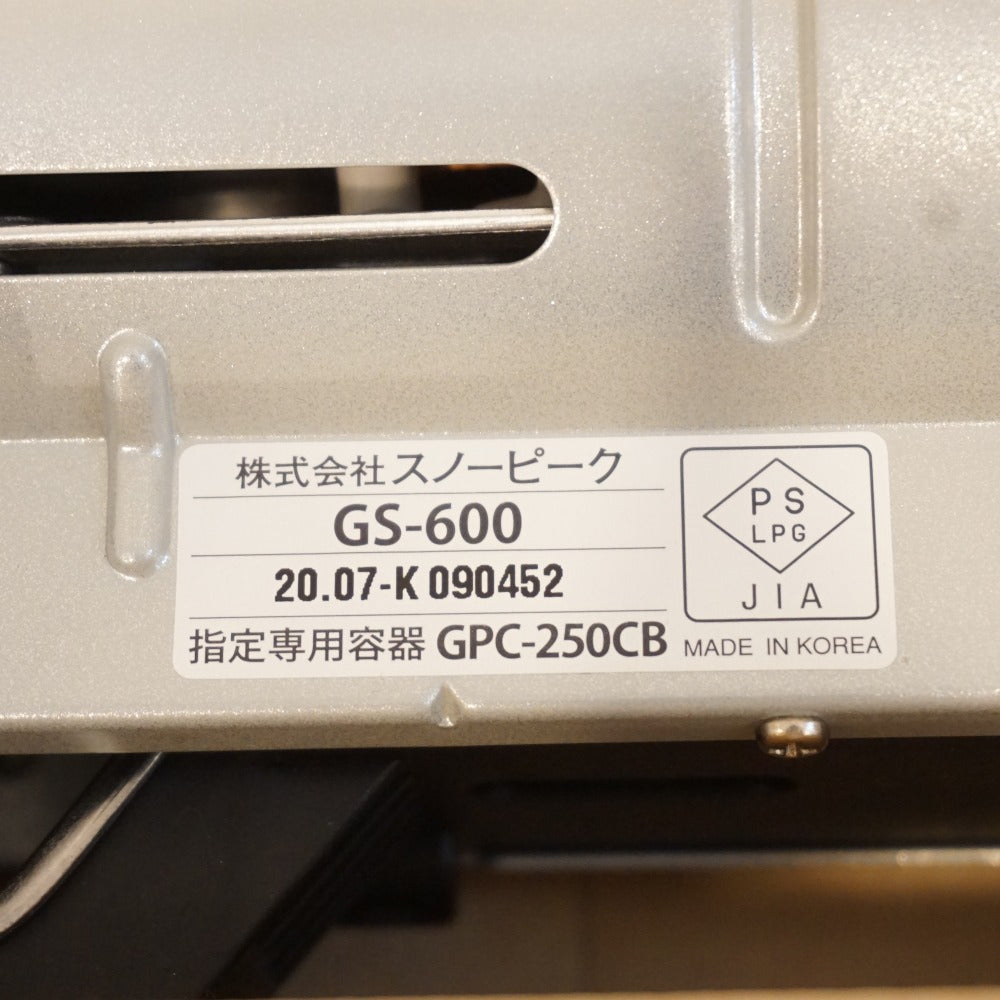 株式会社スノーピーク
GS-600
20.07-K 090452
指定専用容器 GPC-250CB
PS
LPG
JIA
MADE IN KOREA